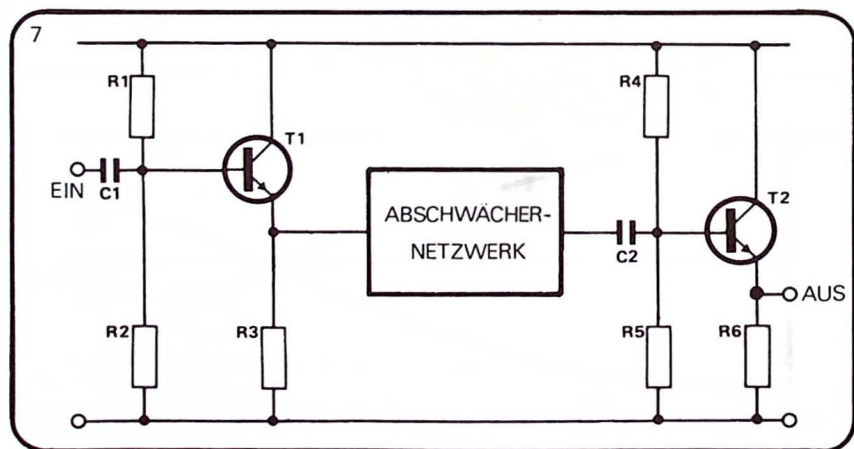 7
R1
R4
T1
EIN
C1
ABSCHWÄCHER-
NETZWERK
T2
C2
AUS
R2
R3
R5
R6